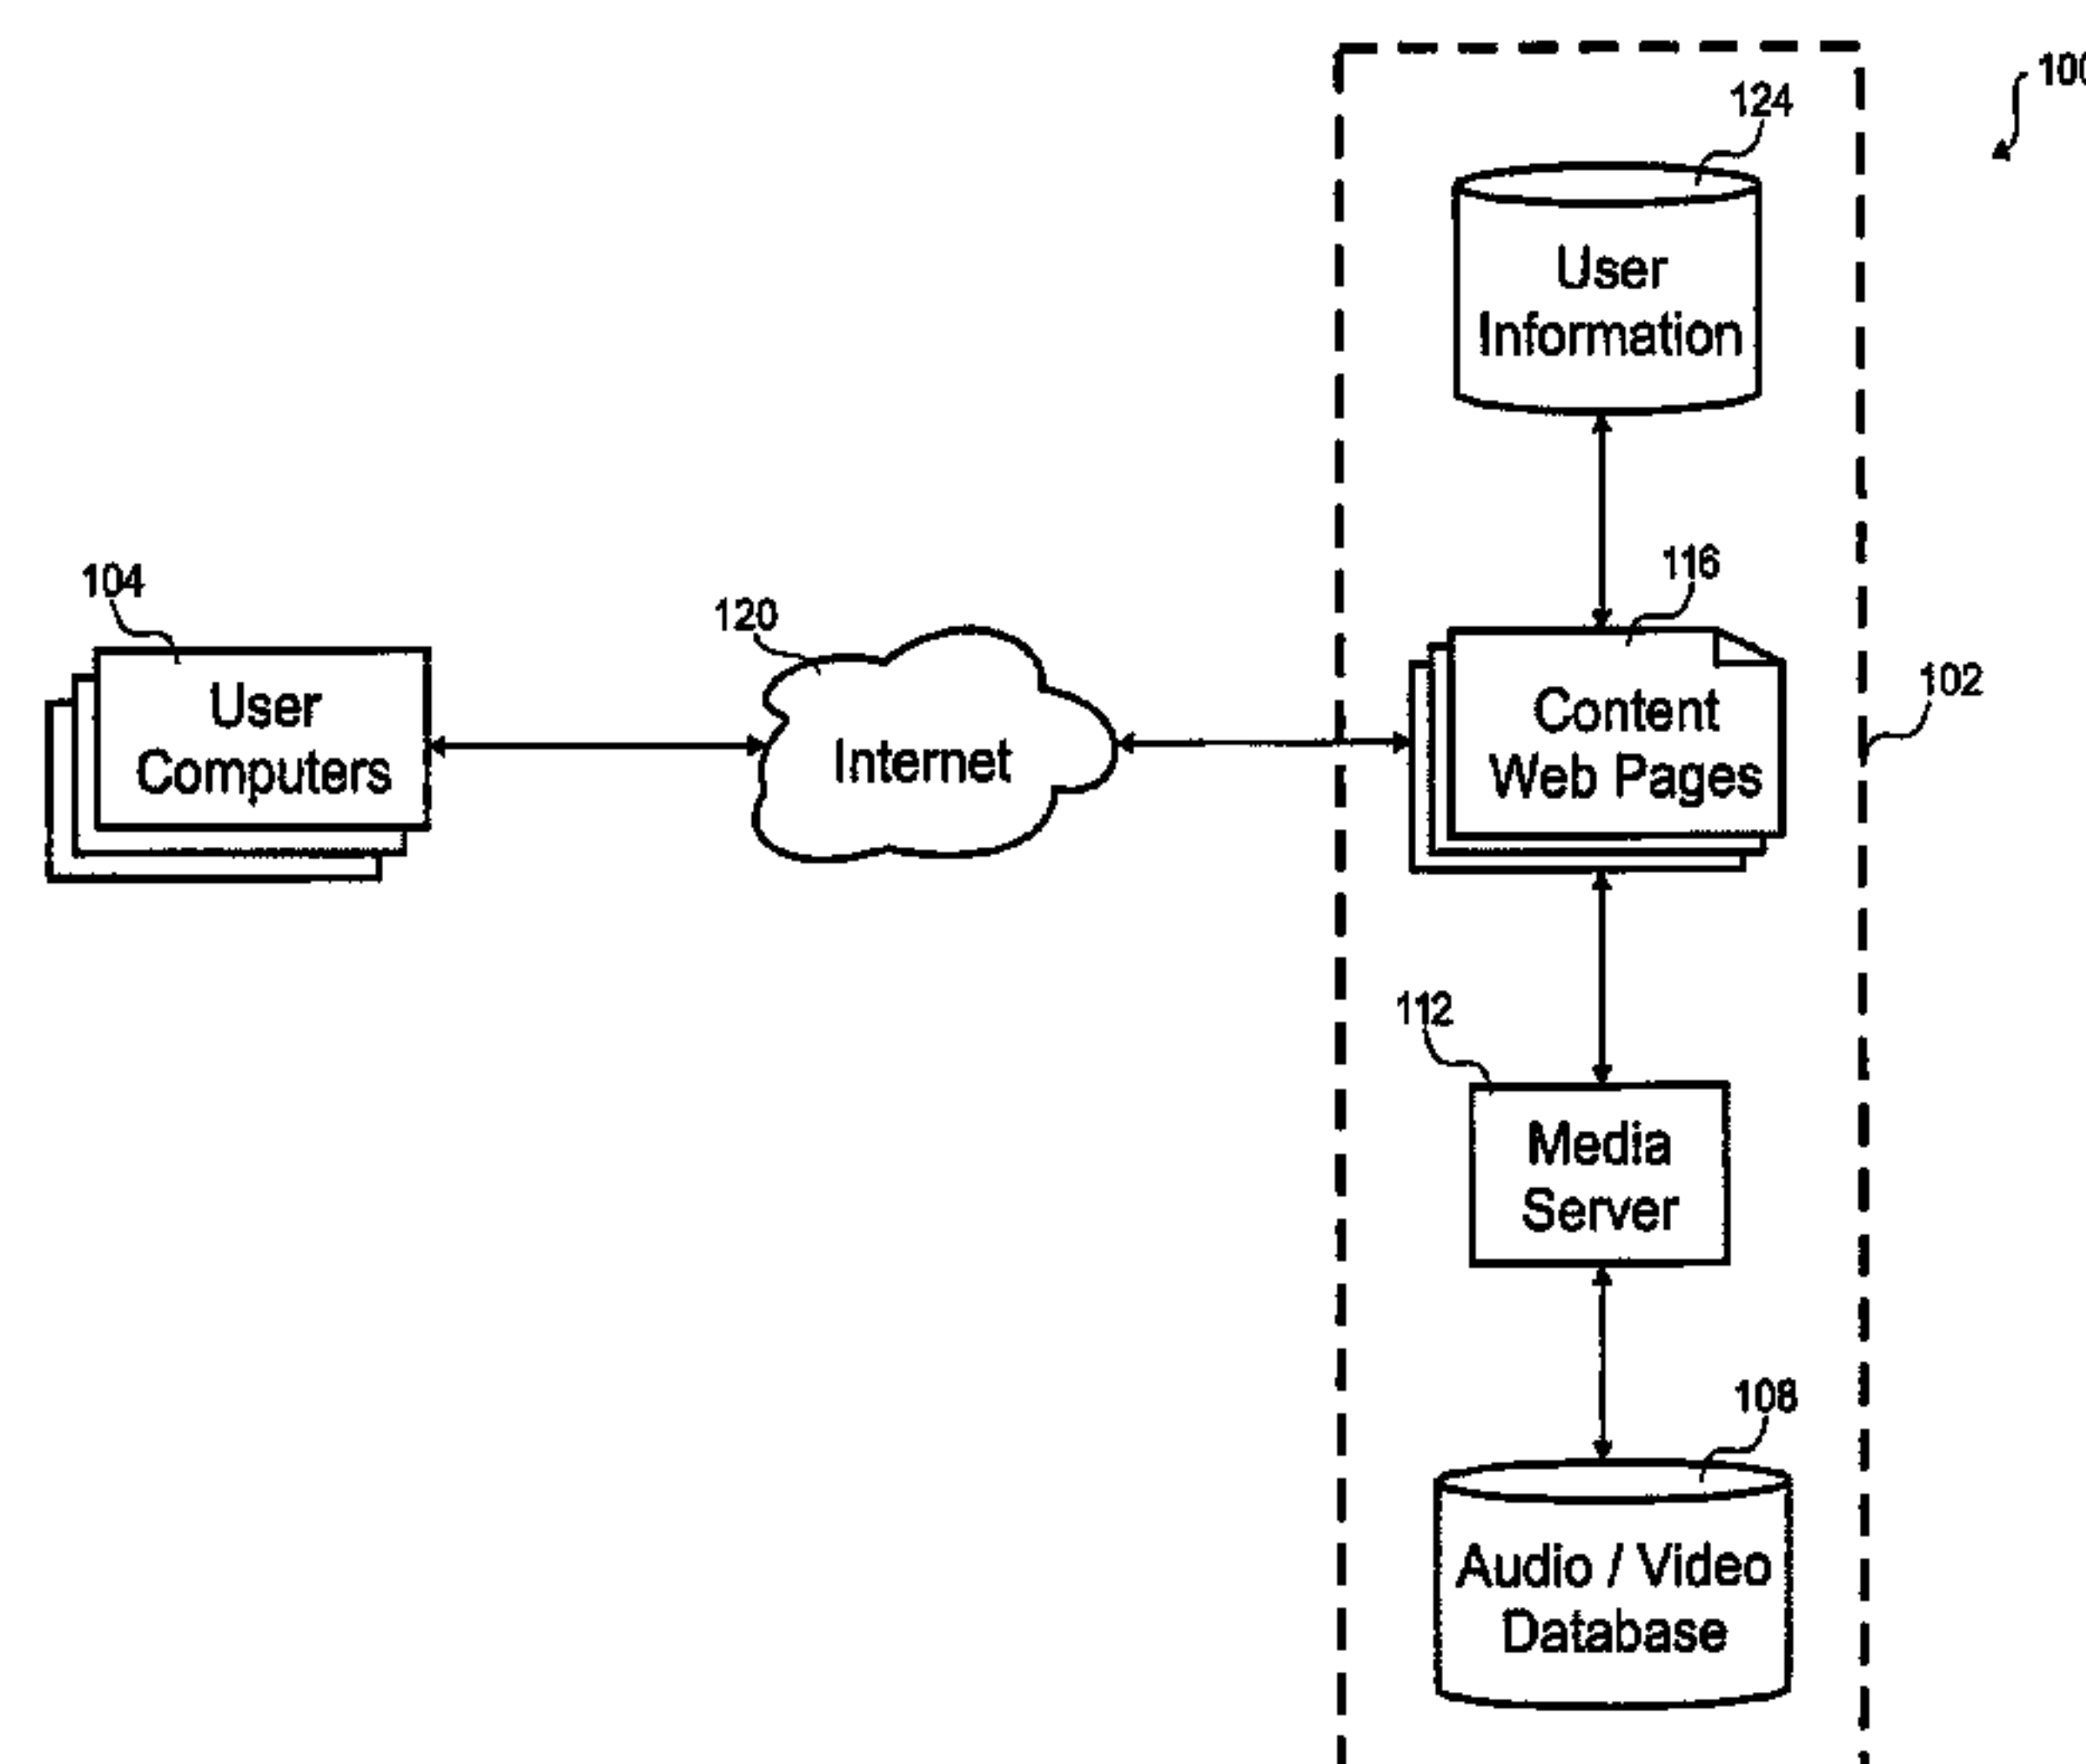 100
124
User
Information
104
User
Computers
120
Internet
116
Content
Web Pages
102
112
Media
Server
108
Audio / Video
Database